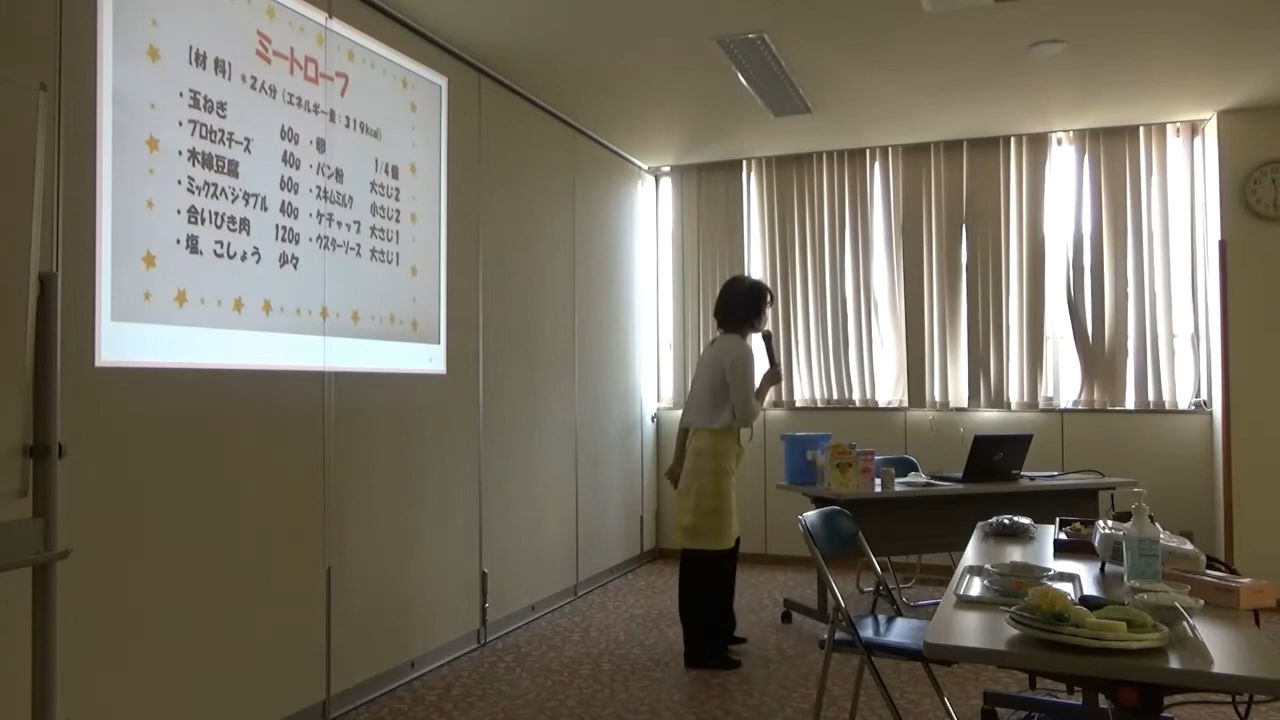 ミートローフ
【材 料】 *2人分(エネルギー量:319kcal)
・玉ねぎ 60g
・プロセスチーズ 40g
・木綿豆腐 60g
・ミックスベジタブル 40g
・合いびき肉 120g
・塩、こしょう 少々
・卵 1/4個
・パン粉 大さじ2
・スキムミルク 小さじ2
・ケチャップ 大さじ1
・ウスターソース 大さじ1